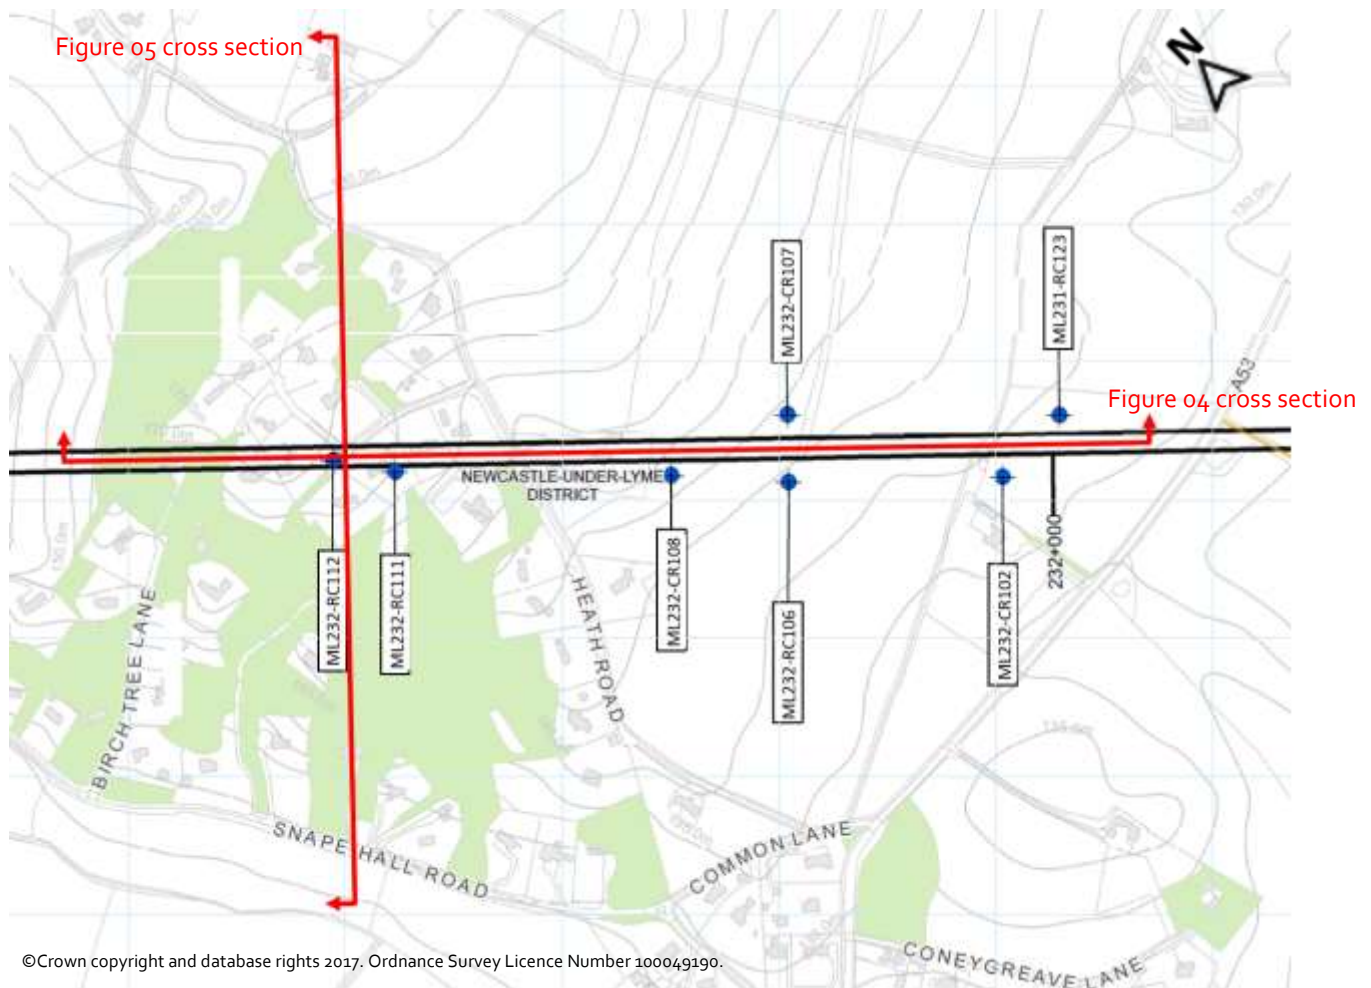 Figure 05 cross section
N
ML232-CR107
ML231-RC123
A53
Figure 04 cross section
NEWCASTLE-UNDER-LYME
DISTRICT
ML232-RC112
ML232-RC111
ML232-CR108
ML232-RC106
ML232-CR102
232+000
BIRCH TREE LANE
HEATH ROAD
SNAPE HALL ROAD
COMMON LANE
CONEYGREAVE LANE
©Crown copyright and database rights 2017. Ordnance Survey Licence Number 100049190.